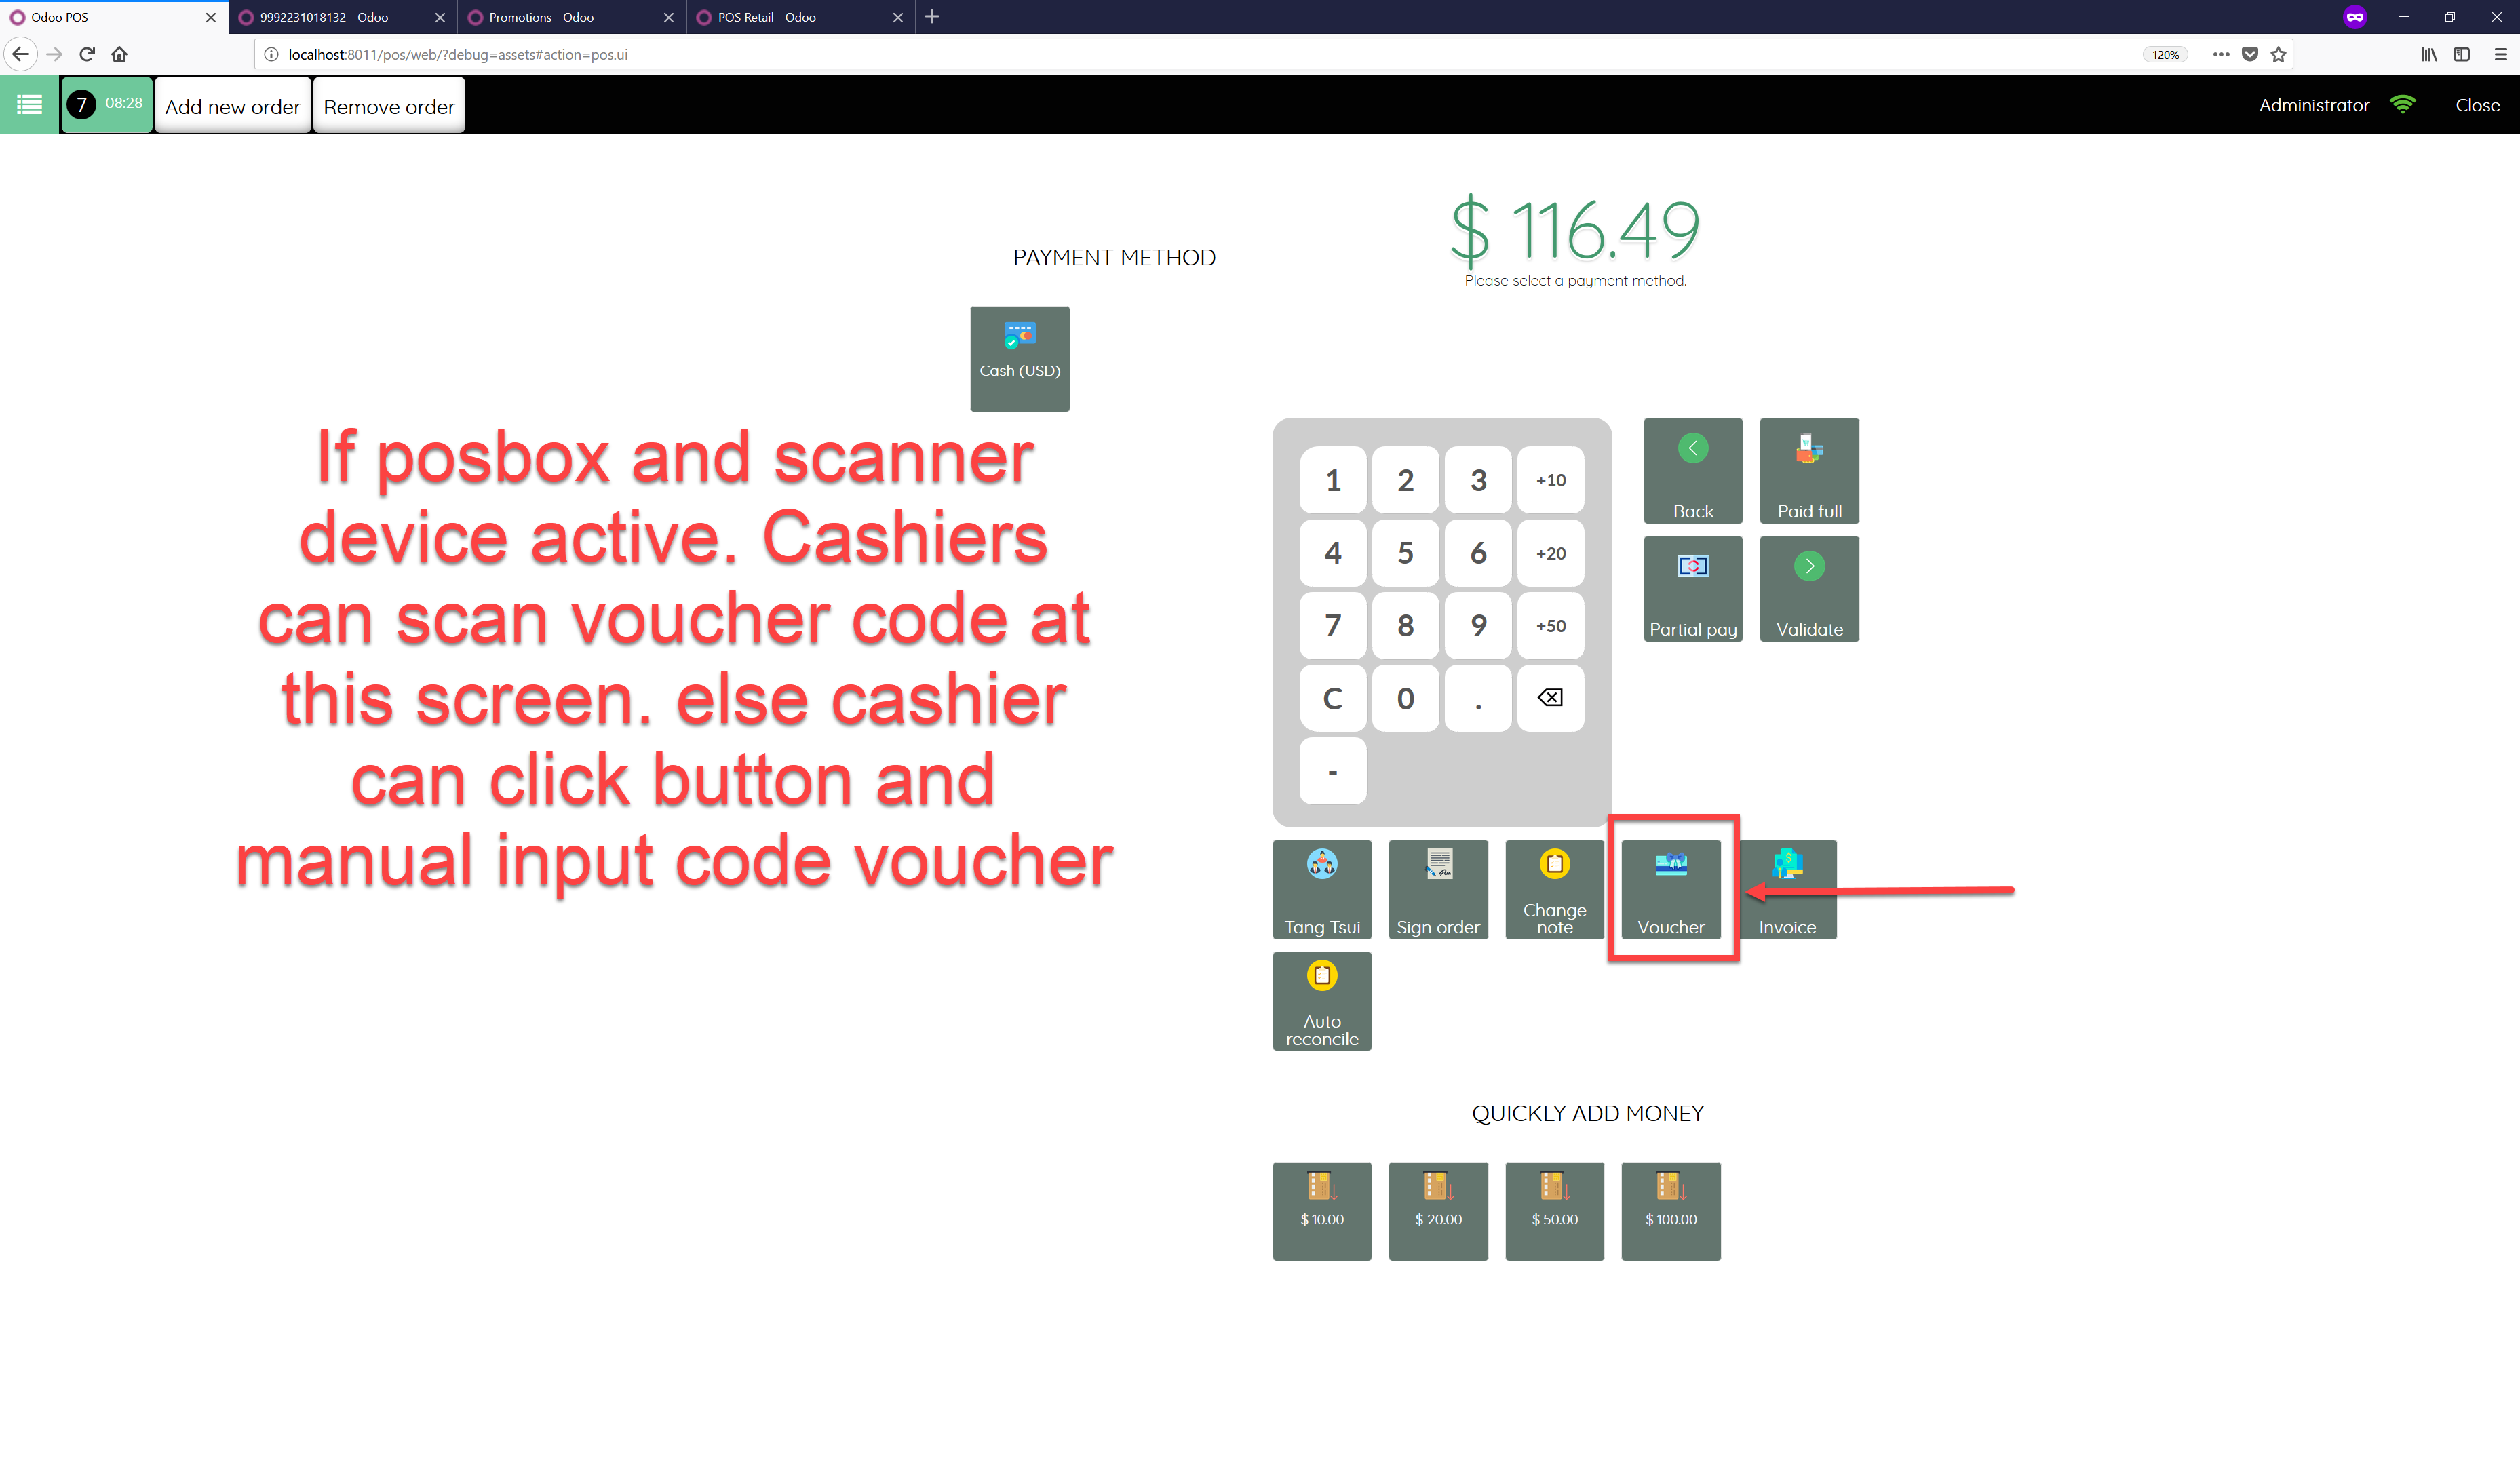 Odoo POS
9992231018132 - Odoo
Promotions - Odoo
POS Retail - Odoo
localhost:8011/pos/web/?debug=assets#action=pos.ui
120%
7 08:28
Add new order
Remove order
Administrator
Close
$ 116.49
Please select a payment method.
PAYMENT METHOD
Cash (USD)
If posbox and scanner
device active. Cashiers
can scan voucher code at
this screen. else cashier
can click button and
manual input code voucher
1 2 3 +10
4 5 6 +20
7 8 9 +50
C 0 .
-
Back
Paid full
Partial pay
Validate
Tang Tsui
Sign order
Change
note
Voucher
Invoice
Auto
reconcile
QUICKLY ADD MONEY
$ 10.00
$ 20.00
$ 50.00
$ 100.00